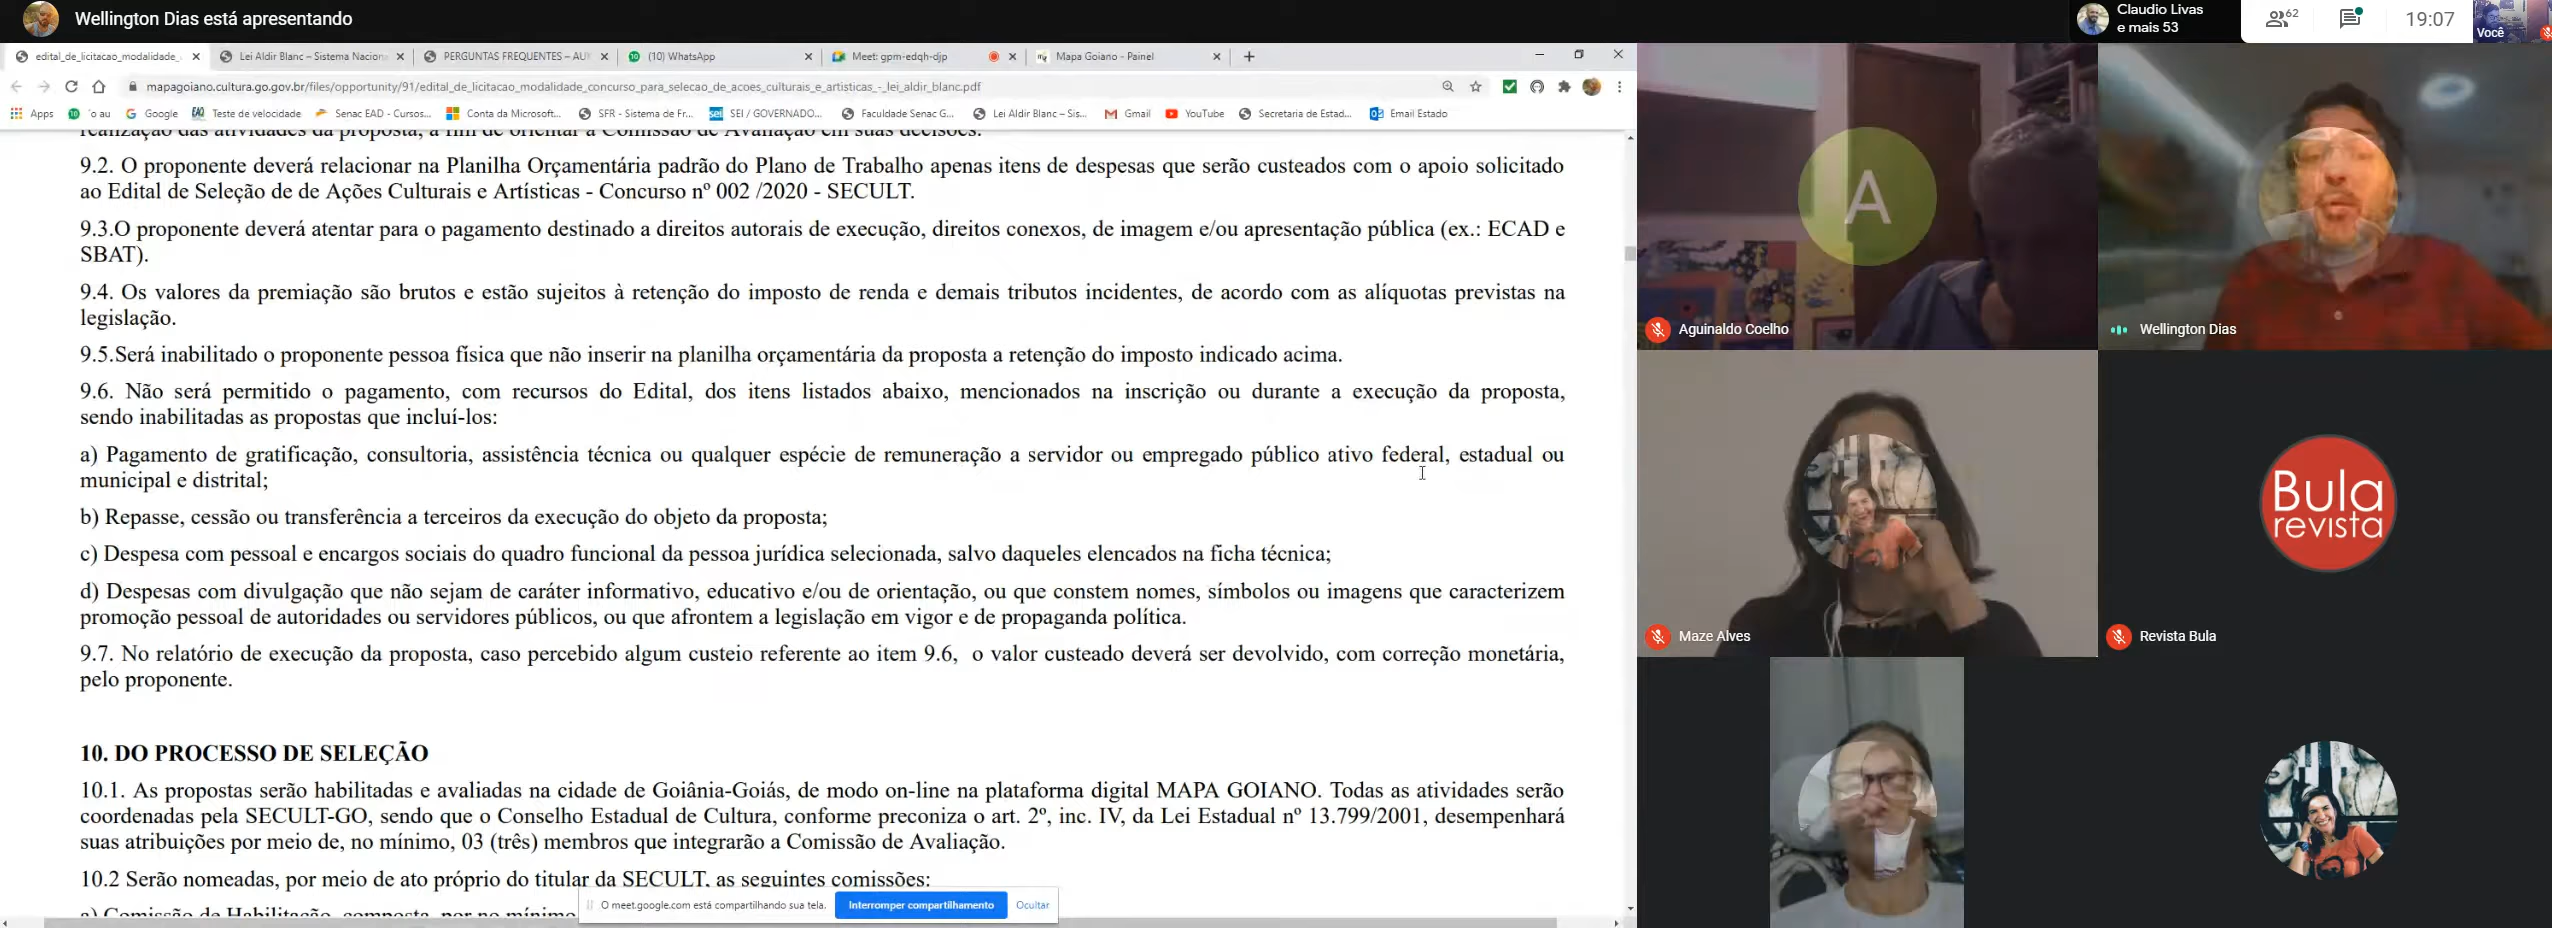 Wellington Dias está apresentando
Claudio Livas
e mais 53
62
19:07
Você
edital_de_licitacao_modalidade_
Lei Aldir Blanc – Sistema Nacion
PERGUNTAS FREQUENTES – AU
(10) WhatsApp
Meet: gpm-edqh-djp
Mapa Goiano - Painel
mapagoiano.cultura.go.gov.br/files/opportunity/91/edital_de_licitacao_modalidade_concurso_para_selecao_de_acoes_culturais_e_artisticas_-_lei_aldir_blanc.pdf
Apps
Google
Teste de velocidade
Senac EAD - Cursos...
Conta da Microsoft...
SFR - Sistema de Fr...
SEI / GOVERNADO...
Faculdade Senac G...
Lei Aldir Blanc – Sis...
Gmail
YouTube
Secretaria de Estad...
Email Estado
realização das atividades da proposta, a fim de orientar a Comissão de Avaliação em suas decisões.
9.2. O proponente deverá relacionar na Planilha Orçamentária padrão do Plano de Trabalho apenas itens de despesas que serão custeados com o apoio solicitado
ao Edital de Seleção de de Ações Culturais e Artísticas - Concurso nº 002 /2020 - SECULT.
9.3.O proponente deverá atentar para o pagamento destinado a direitos autorais de execução, direitos conexos, de imagem e/ou apresentação pública (ex.: ECAD e
SBAT).
9.4. Os valores da premiação são brutos e estão sujeitos à retenção do imposto de renda e demais tributos incidentes, de acordo com as alíquotas previstas na
legislação.
9.5.Será inabilitado o proponente pessoa física que não inserir na planilha orçamentária da proposta a retenção do imposto indicado acima.
9.6. Não será permitido o pagamento, com recursos do Edital, dos itens listados abaixo, mencionados na inscrição ou durante a execução da proposta,
sendo inabilitadas as propostas que incluí-los:
a) Pagamento de gratificação, consultoria, assistência técnica ou qualquer espécie de remuneração a servidor ou empregado público ativo federal, estadual ou
municipal e distrital;
b) Repasse, cessão ou transferência a terceiros da execução do objeto da proposta;
c) Despesa com pessoal e encargos sociais do quadro funcional da pessoa jurídica selecionada, salvo daqueles elencados na ficha técnica;
d) Despesas com divulgação que não sejam de caráter informativo, educativo e/ou de orientação, ou que constem nomes, símbolos ou imagens que caracterizem
promoção pessoal de autoridades ou servidores públicos, ou que afrontem a legislação em vigor e de propaganda política.
9.7. No relatório de execução da proposta, caso percebido algum custeio referente ao item 9.6, o valor custeado deverá ser devolvido, com correção monetária,
pelo proponente.
10. DO PROCESSO DE SELEÇÃO
10.1. As propostas serão habilitadas e avaliadas na cidade de Goiânia-Goiás, de modo on-line na plataforma digital MAPA GOIANO. Todas as atividades serão
coordenadas pela SECULT-GO, sendo que o Conselho Estadual de Cultura, conforme preconiza o art. 2º, inc. IV, da Lei Estadual nº 13.799/2001, desempenhará
suas atribuições por meio de, no mínimo, 03 (três) membros que integrarão a Comissão de Avaliação.
10.2 Serão nomeadas, por meio de ato próprio do titular da SECULT, as seguintes comissões:
a) Comissão de Habilitação, composta, por no mínimo
O meet.google.com está compartilhando sua tela.
Interromper compartilhamento
Ocultar
A
Aguinaldo Coelho
Wellington Dias
Maze Alves
Bula
revista
Revista Bula